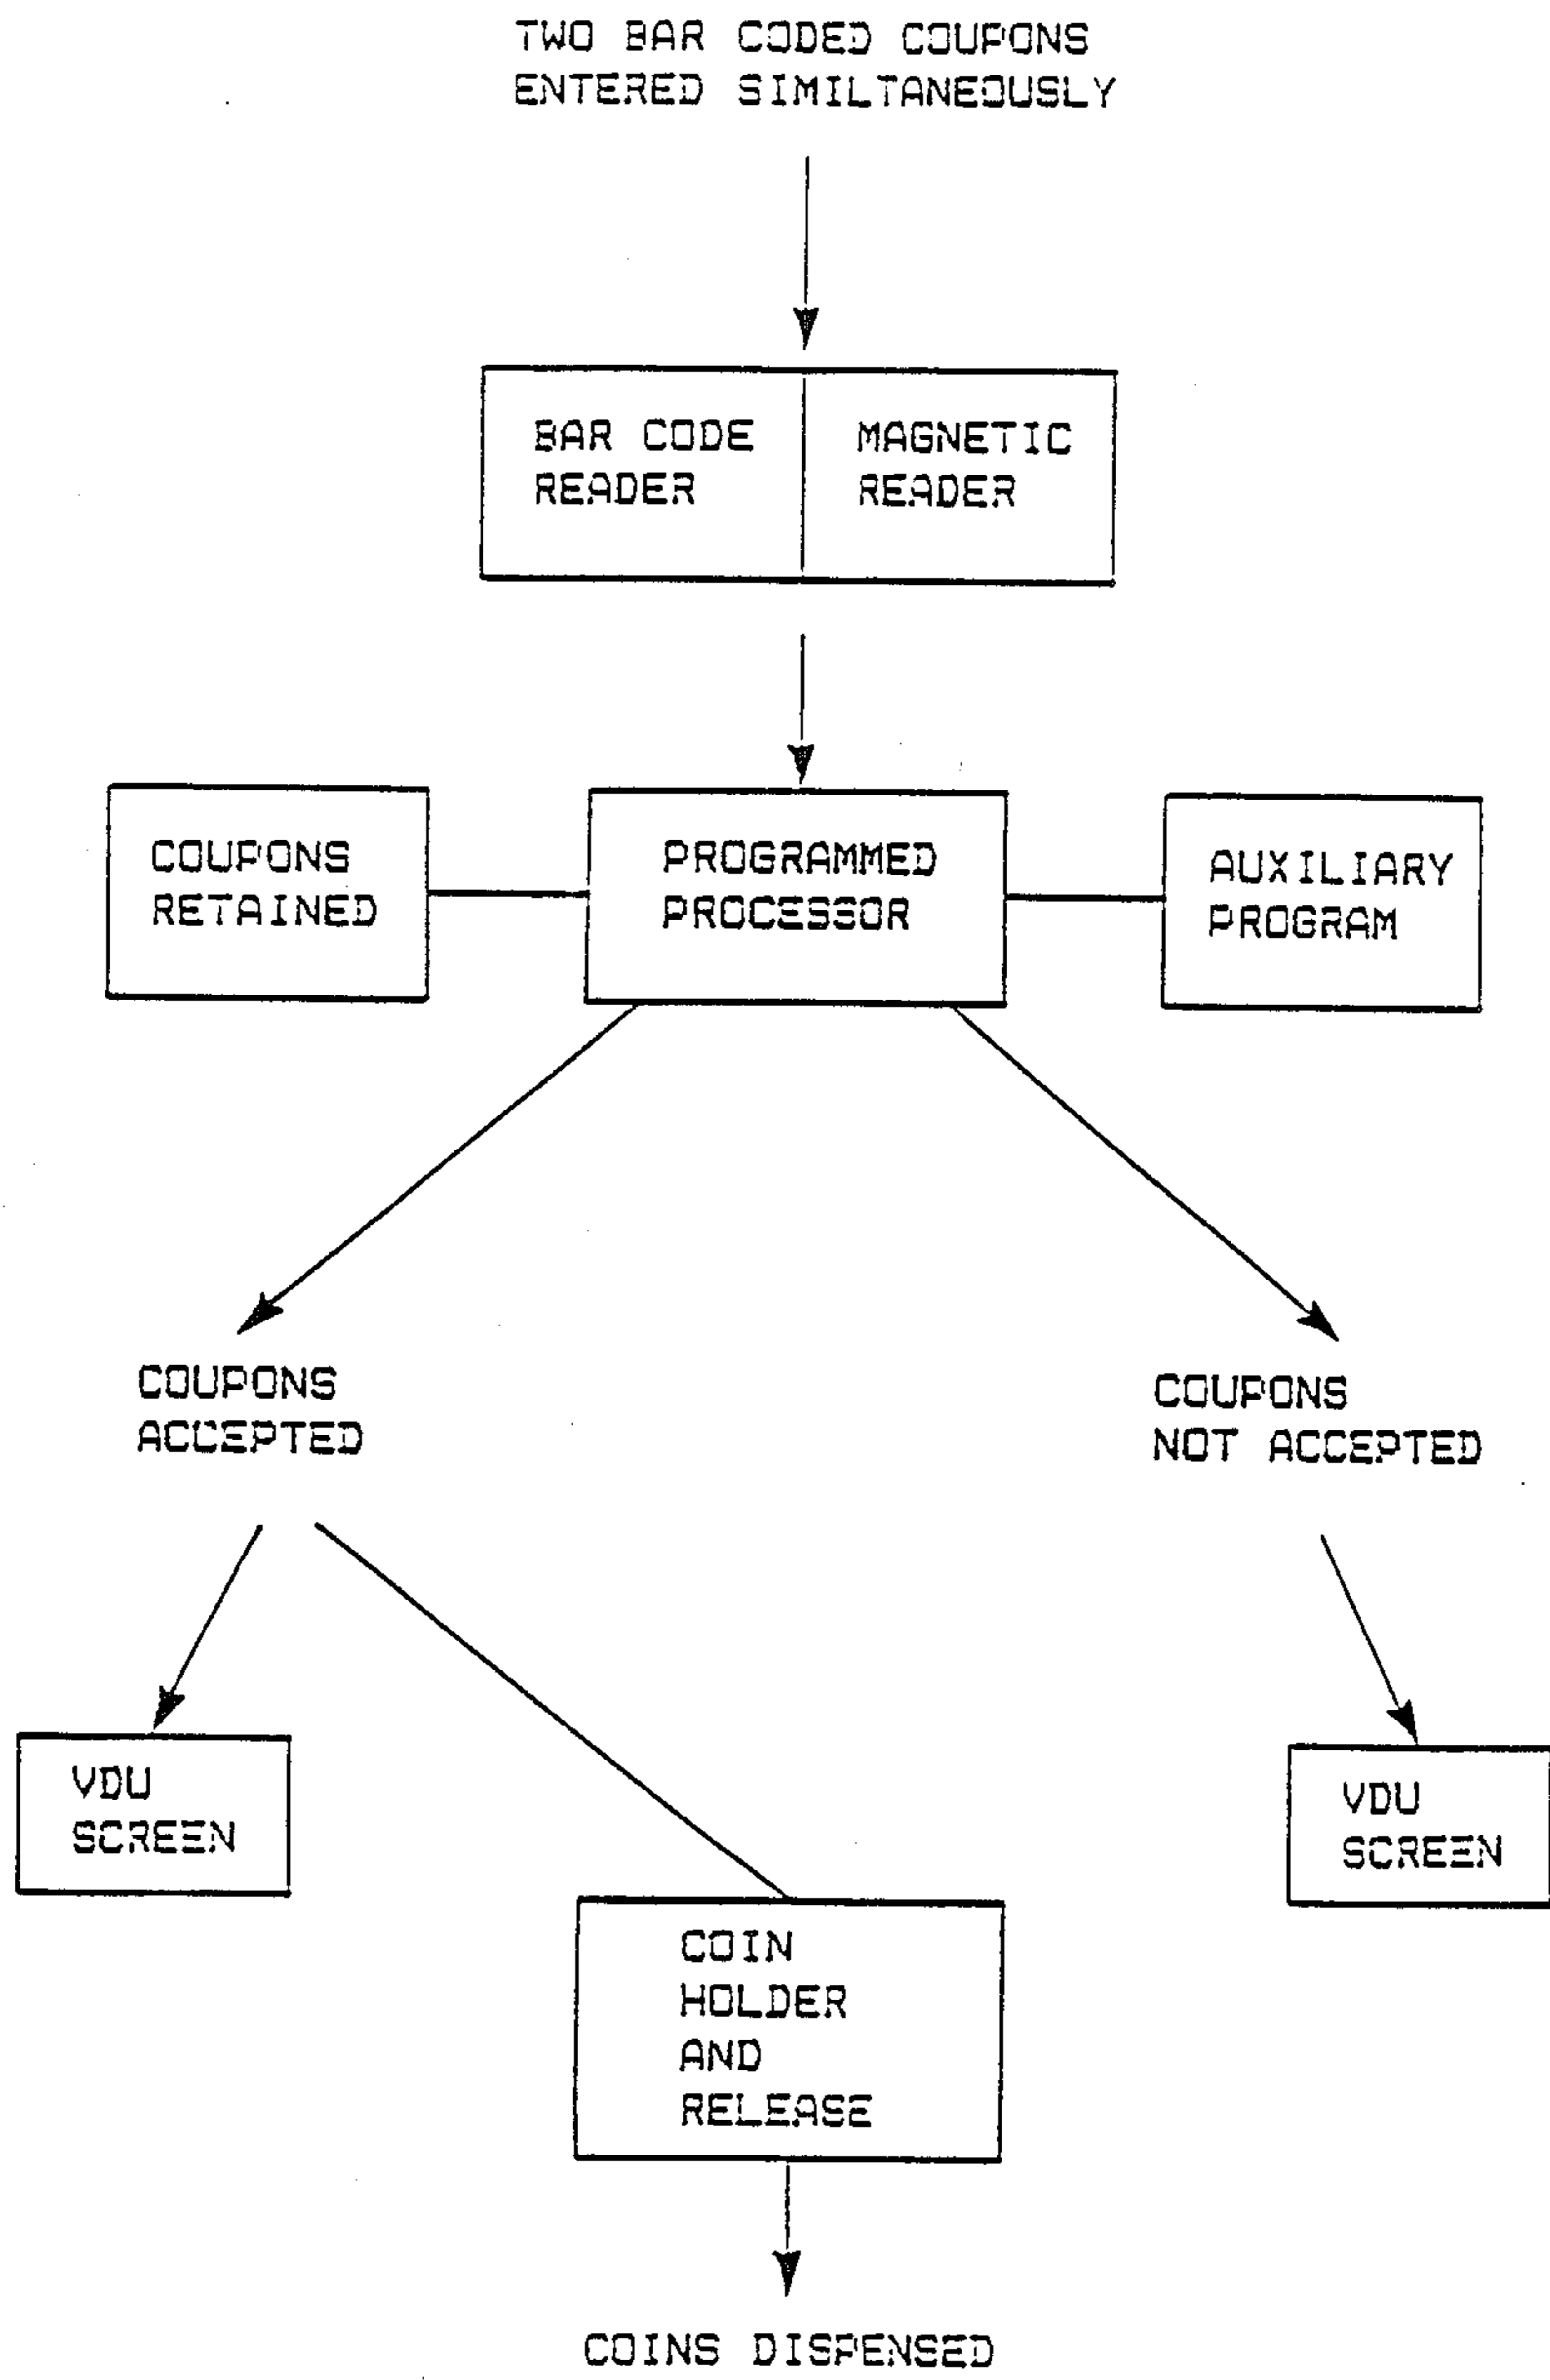 TWO BAR CODED COUPONS
ENTERED SIMILTANEOUSLY
BAR CODE
READER
MAGNETIC
READER
COUPONS
RETAINED
PROGRAMMED
PROCESSOR
AUXILIARY
PROGRAM
COUPONS
ACCEPTED
COUPONS
NOT ACCEPTED
VDU
SCREEN
VDU
SCREEN
COIN
HOLDER
AND
RELEASE
COINS DISPENSED